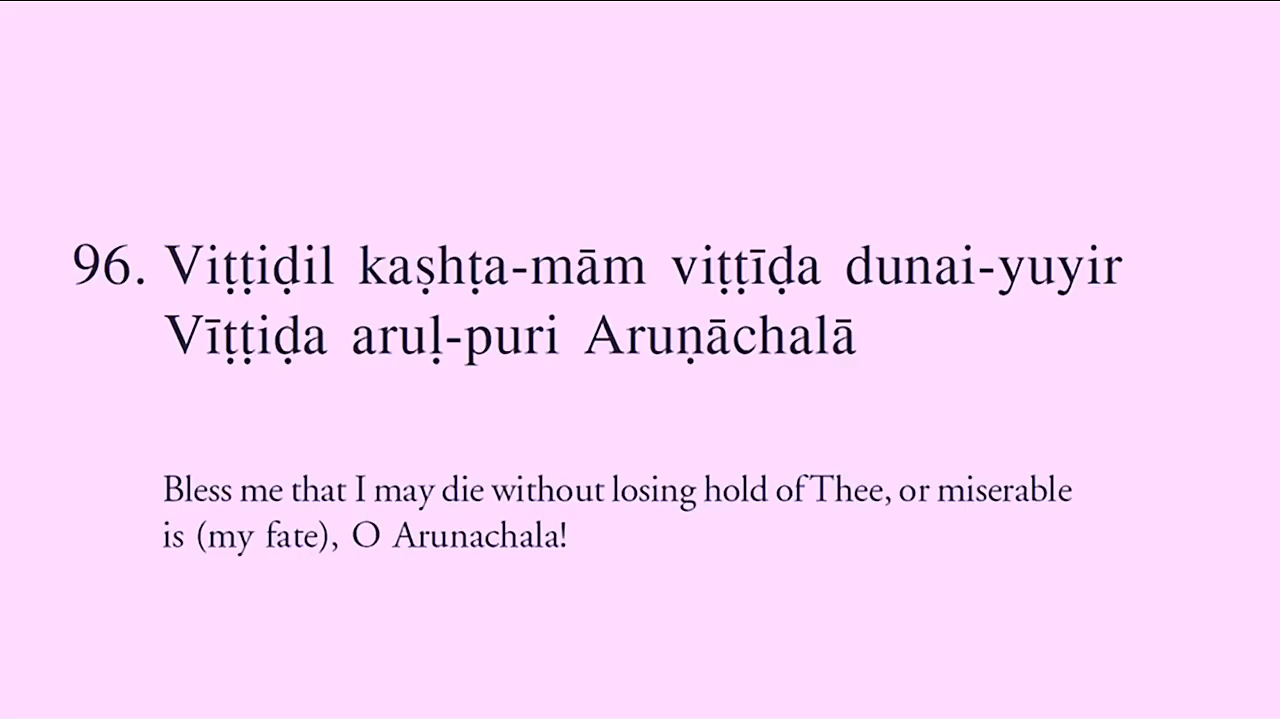 96. Viṭṭiḍil kaṣhṭa-mām viṭṭīḍa dunai-yuyir
Vīṭṭiḍa aruḷ-puri Aruṇāchalā
Bless me that I may die without losing hold of Thee, or miserable
is (my fate), O Arunachala!